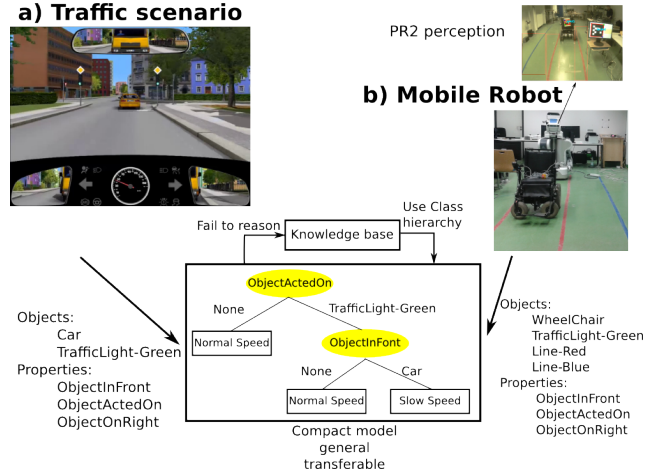 a) Traffic scenario
PR2 perception
b) Mobile Robot
Fail to reason
Knowledge base
Use Class
hierarchy
ObjectActedOn
None
TrafficLight-Green
Normal Speed
ObjectInFont
None
Car
Normal Speed
Slow Speed
Compact model
general
transferable
Objects:
Car
TrafficLight-Green
Properties:
ObjectInFront
ObjectActedOn
ObjectOnRight
Objects:
WheelChair
TrafficLight-Green
Line-Red
Line-Blue
Properties:
ObjectInFront
ObjectActedOn
ObjectOnRight